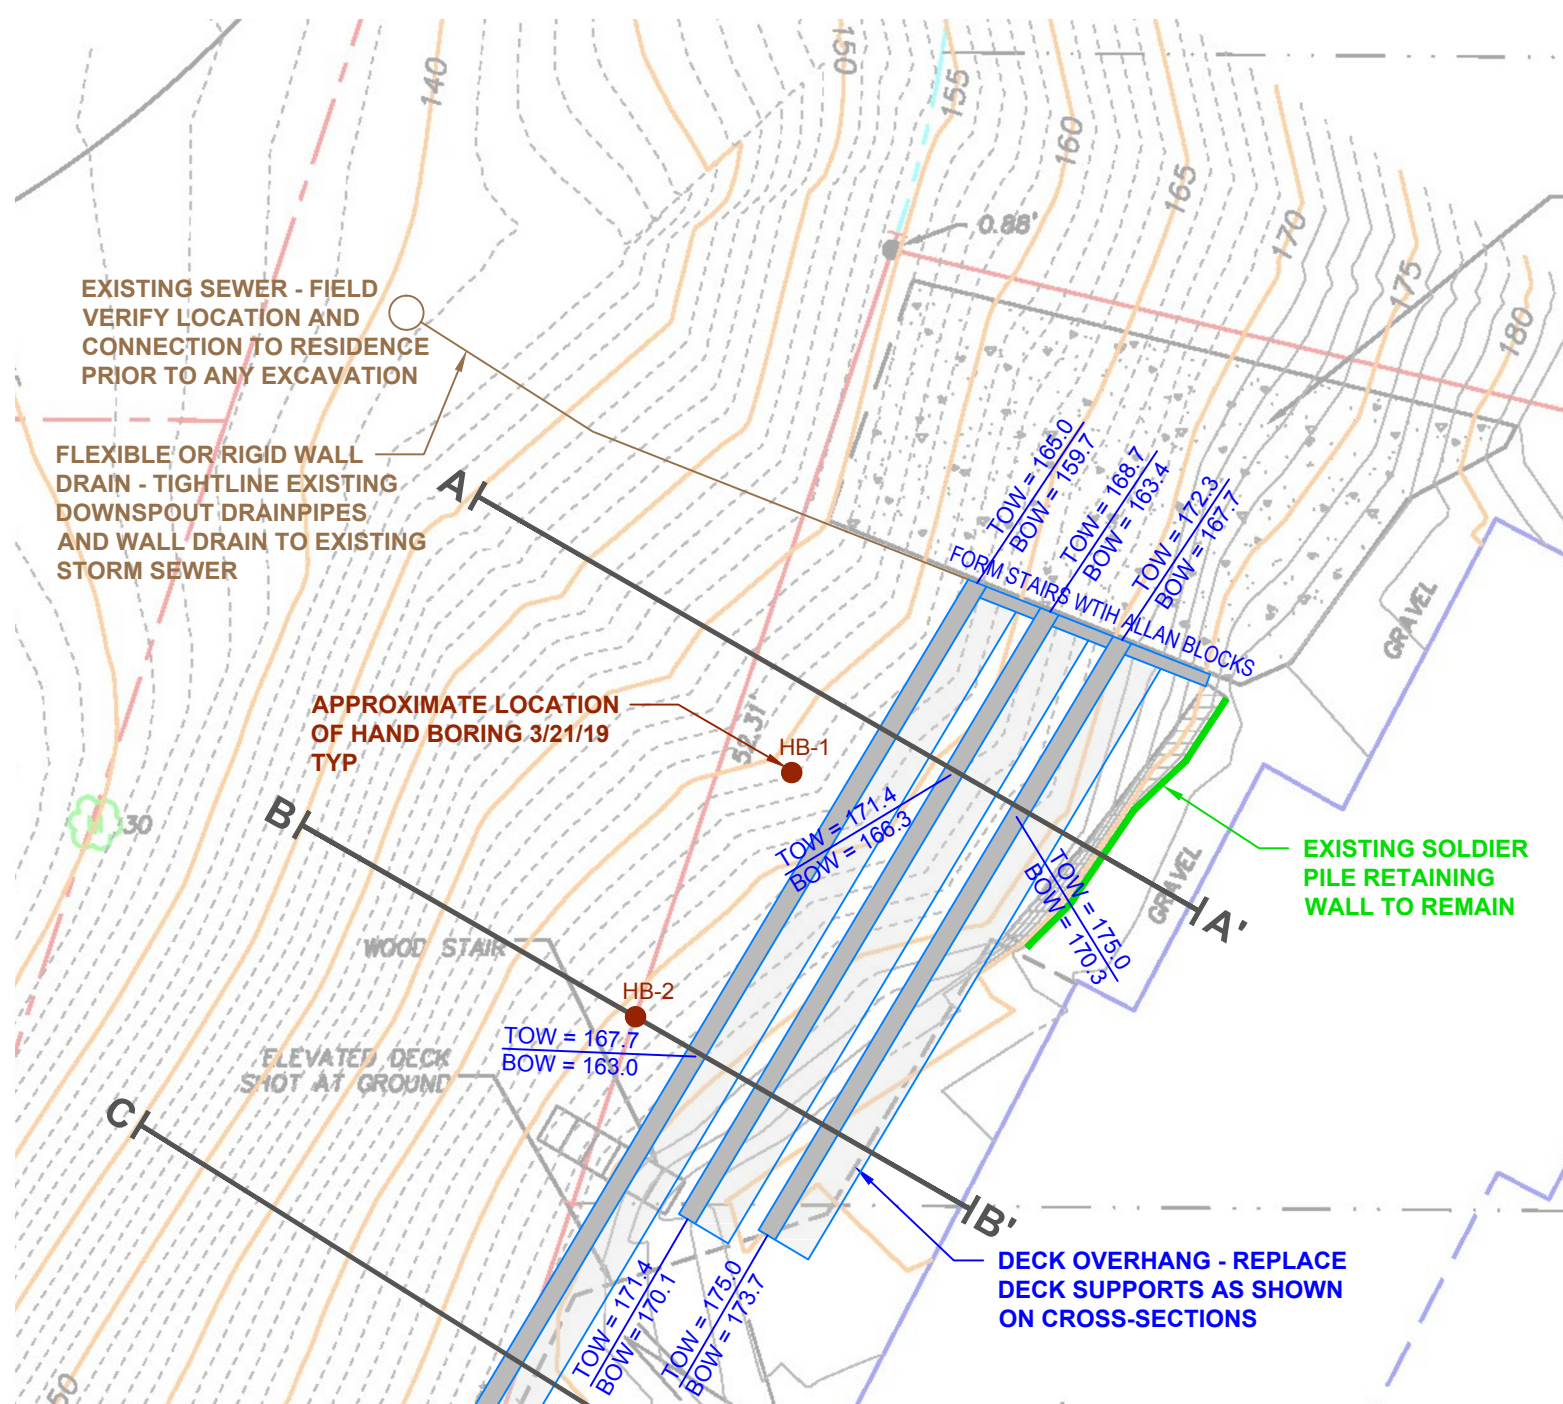 140
150
155
160
165
170
175
180
0.88'
EXISTING SEWER - FIELD
VERIFY LOCATION AND
CONNECTION TO RESIDENCE
PRIOR TO ANY EXCAVATION
FLEXIBLE OR RIGID WALL
DRAIN - TIGHTLINE EXISTING
DOWNSPOUT DRAINPIPES
AND WALL DRAIN TO EXISTING
STORM SEWER
A
TOW = 165.0
BOW = 159.7
TOW = 168.7
BOW = 163.4
TOW = 172.3
BOW = 167.7
FORM STAIRS WTIH ALLAN BLOCKS
GRAVEL
APPROXIMATE LOCATION
OF HAND BORING 3/21/19
TYP
52.31'
HB-1
B
30
M
TOW = 171.4
BOW = 166.3
TOW = 175.0
BOW = 170.3
GRAVEL
A'
EXISTING SOLDIER
PILE RETAINING
WALL TO REMAIN
WOOD STAIR
HB-2
TOW = 167.7
BOW = 163.0
ELEVATED DECK
SHOT AT GROUND
C
B'
DECK OVERHANG - REPLACE
DECK SUPPORTS AS SHOWN
ON CROSS-SECTIONS
TOW = 171.4
BOW = 170.1
TOW = 175.0
BOW = 173.7
50